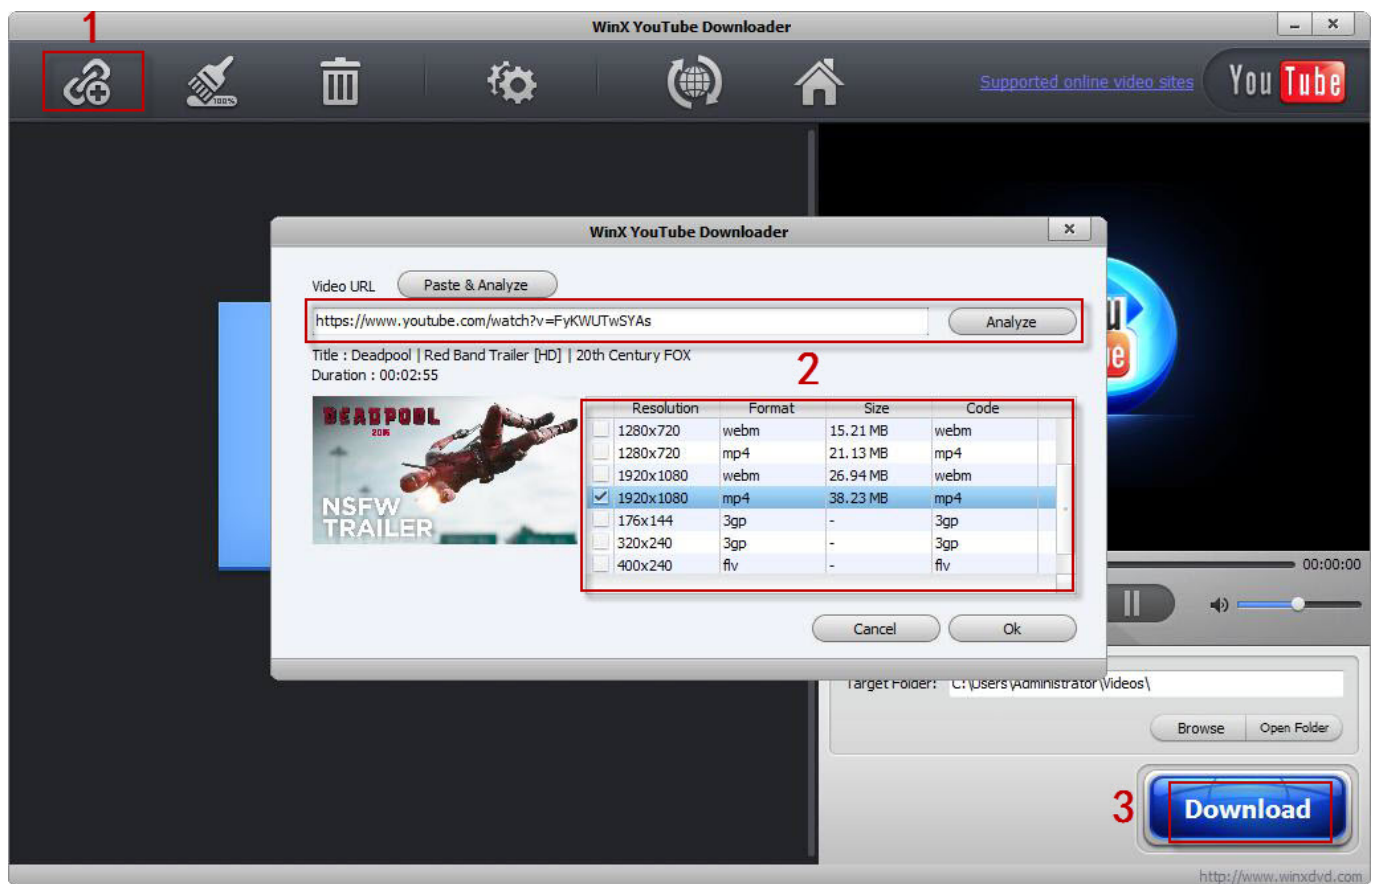 1
WinX YouTube Downloader
100%
Supported online video sites
You Tube
WinX YouTube Downloader
Video URL Paste & Analyze
https://www.youtube.com/watch?v=FyKWUTwSYAs Analyze
Title : Deadpool | Red Band Trailer [HD] | 20th Century FOX
Duration : 00:02:55
2
DEADPOOL
2016
NSFW
TRAILER
Resolution Format Size Code
1280x720 webm 15.21 MB webm
1280x720 mp4 21.13 MB mp4
1920x1080 webm 26.94 MB webm
1920x1080 mp4 38.23 MB mp4
176x144 3gp - 3gp
320x240 3gp - 3gp
400x240 flv - flv
Cancel Ok
00:00:00
Target Folder: C:\Users\Administrator\Videos\
Browse Open Folder
3
Download
http://www.winxdvd.com